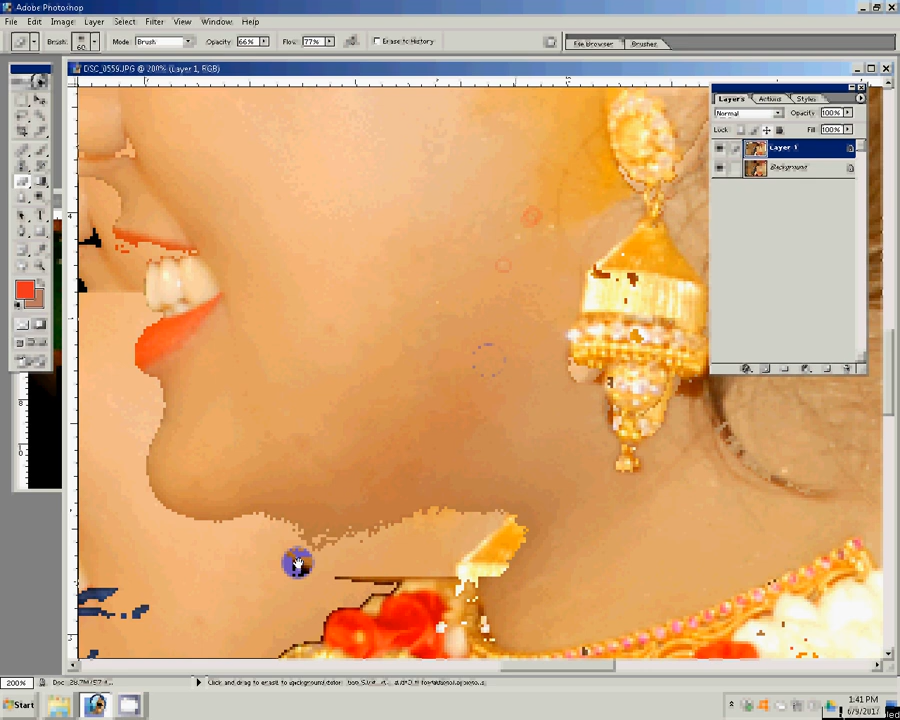 Adobe Photoshop
File Edit Image Layer Select Filter View Window Help
Brush: 60 Mode: Brush Opacity: 66% Flow: 77% Erase to History File Browser Brushes
DSC_0559.JPG @ 200% (Layer 1, RGB)
Layers Actions Styles
Normal Opacity: 100%
Lock: Fill: 100%
Layer 1
Background
200% Doc: Click and drag to erase to background color.
Start 1:41 PM
6/9/2017